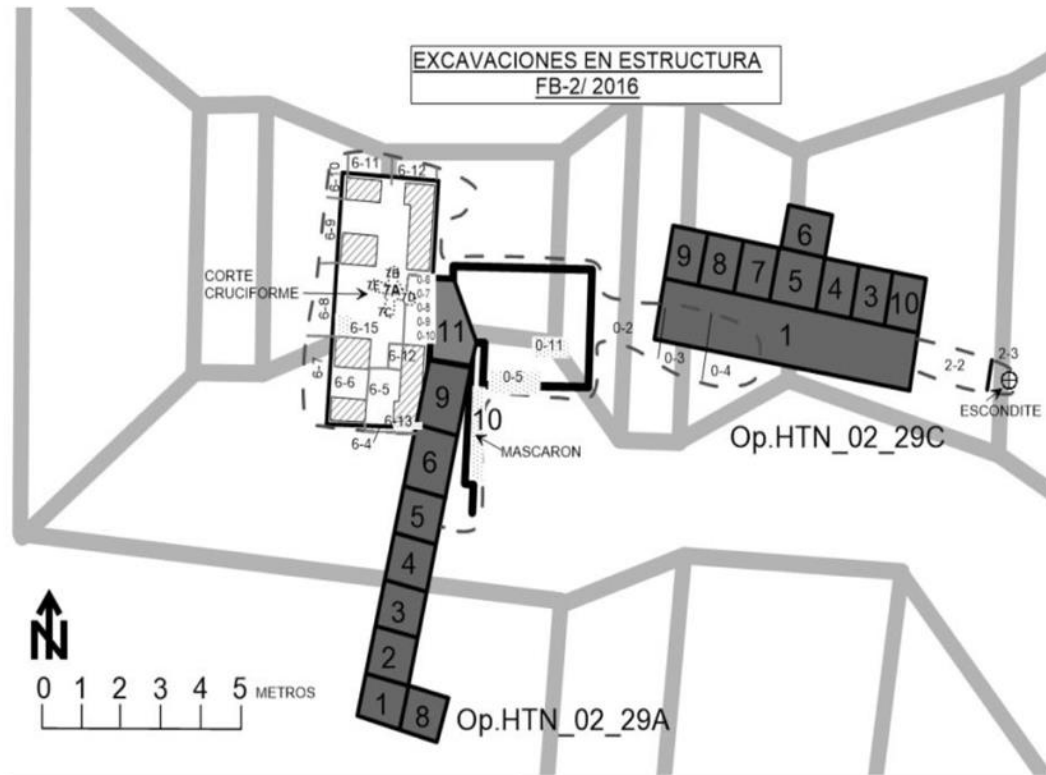 EXCAVACIONES EN ESTRUCTURA
FB-2/ 2016
6-11
6-12
6-10
6-9
CORTE
CRUCIFORME
6-8
7B
7E
7A
7D
7C
0-6
0-7
0-8
0-9
0-10
11
6-15
6-12
6-7
6-6
6-5
6-13
6-4
9
10
MASCARON
0-11
0-5
0-2
0-3
0-4
6
9
8
7
5
4
3
10
1
2-2
2-3
ESCONDITE
Op.HTN_02_29C
6
5
4
3
2
1
8
Op.HTN_02_29A
N
0 1 2 3 4 5 METROS